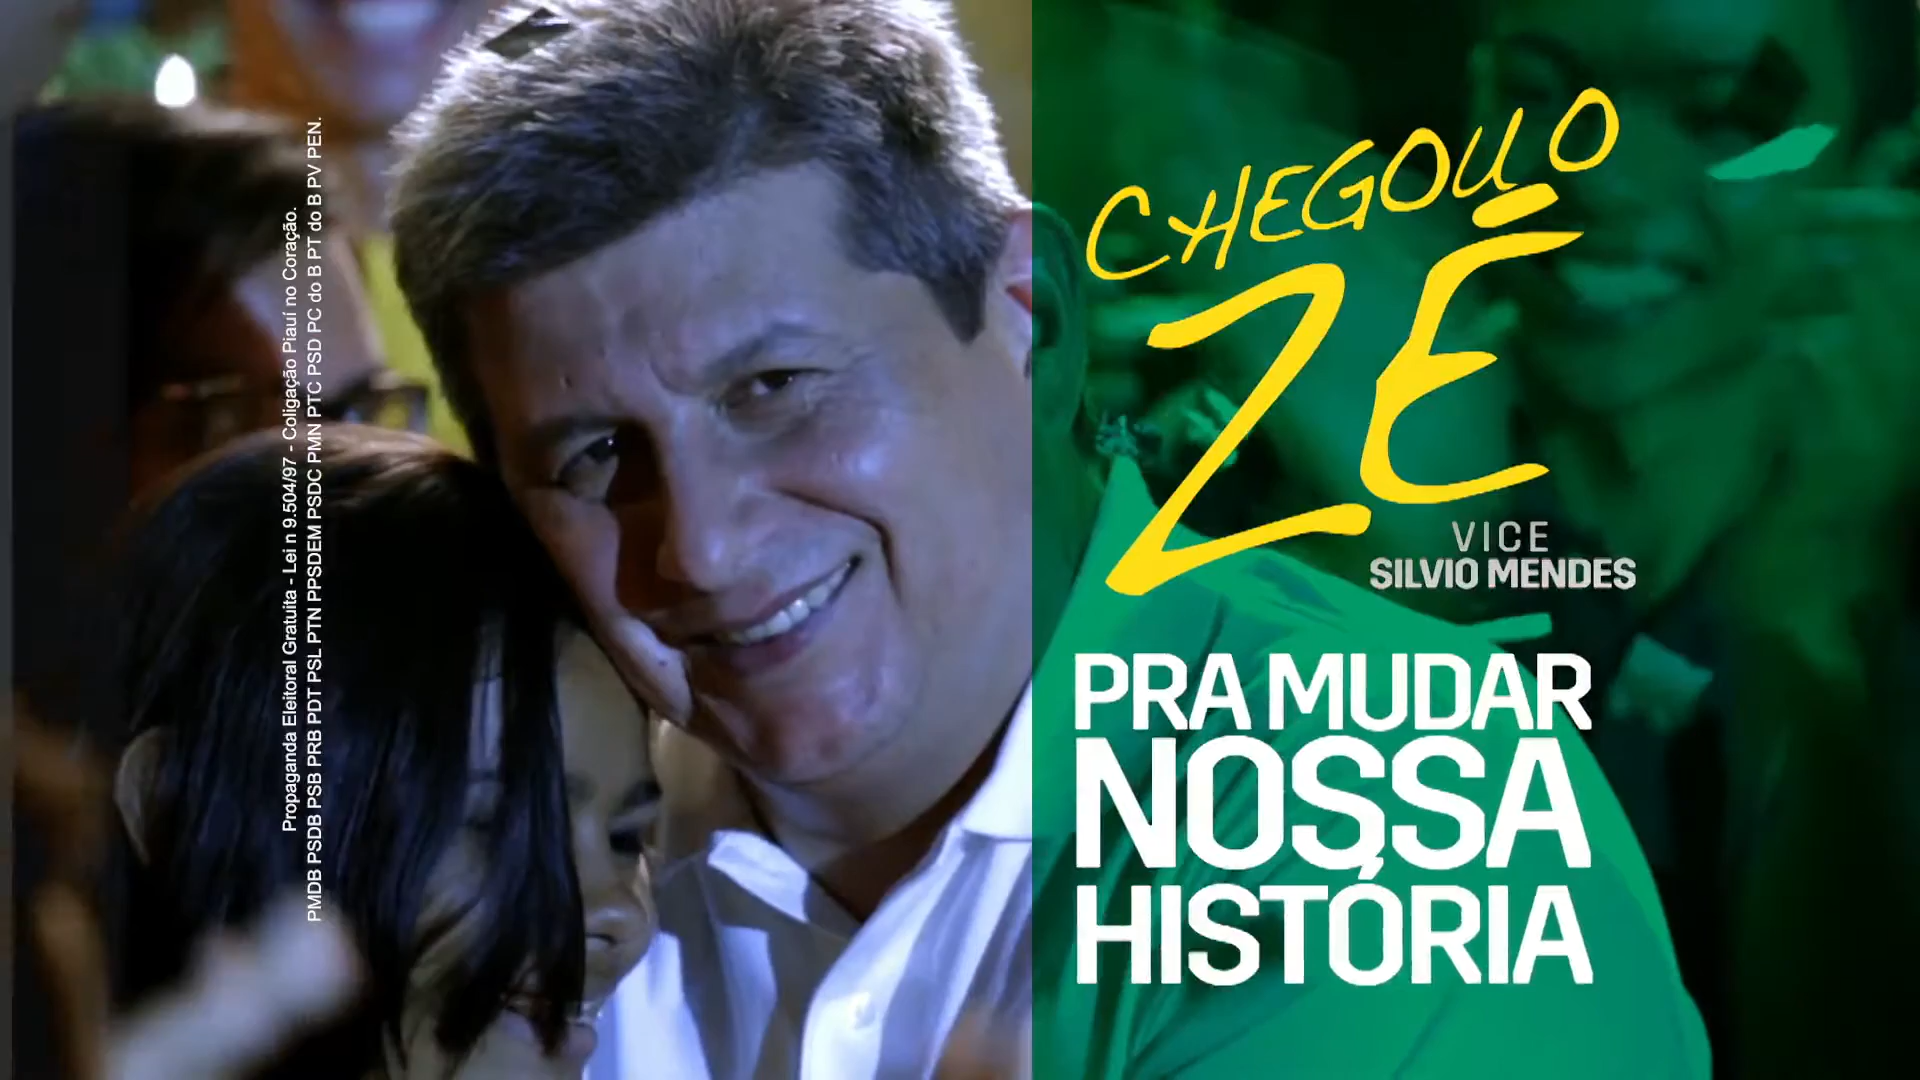 Propaganda Eleitoral Gratuita - Lei n 9.504/97 - Coligação Piauí no Coração.
PMDB PSDB PSB PRB PDT PSL PTN PPSDEM PSDC PMN PTC PSD PC do B PT do B PV PEN.
CHEGOU O
ZÉ
VICE
SILVIO MENDES
PRA MUDAR
NOSSA
HISTÓRIA